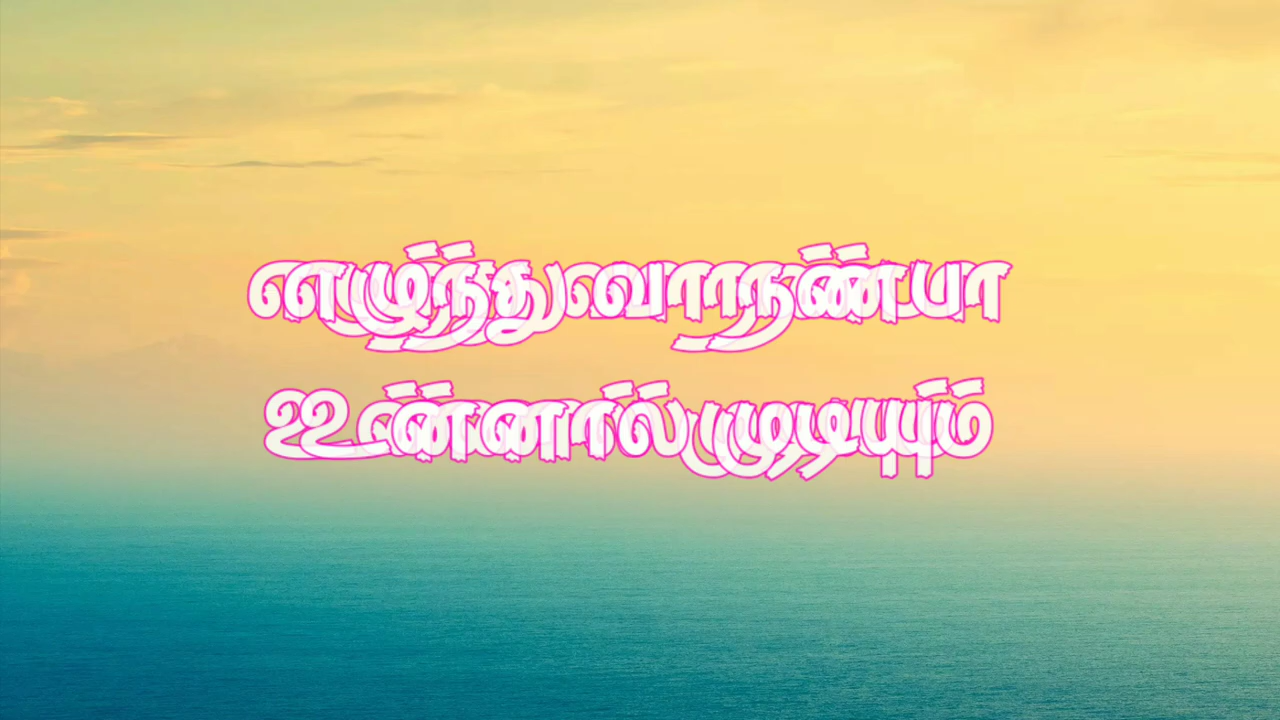 எழுந்து வா நண்பா
உன்னால் முடியும்